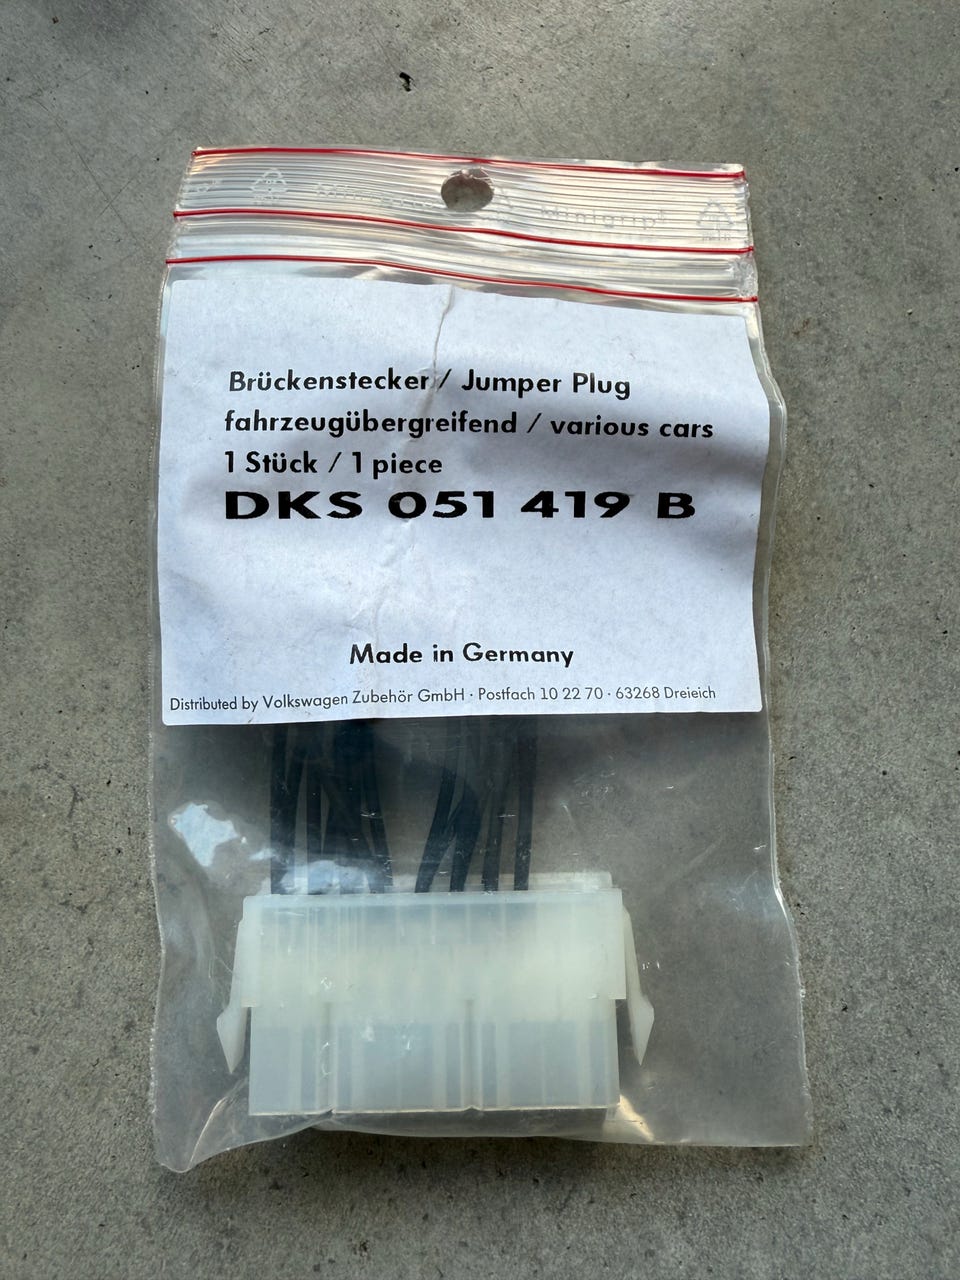 Minigrip®
Brückenstecker / Jumper Plug
fahrzeugübergreifend / various cars
1 Stück / 1 piece
DKS 051 419 B
Made in Germany
Distributed by Volkswagen Zubehör GmbH · Postfach 10 22 70 · 63268 Dreieich